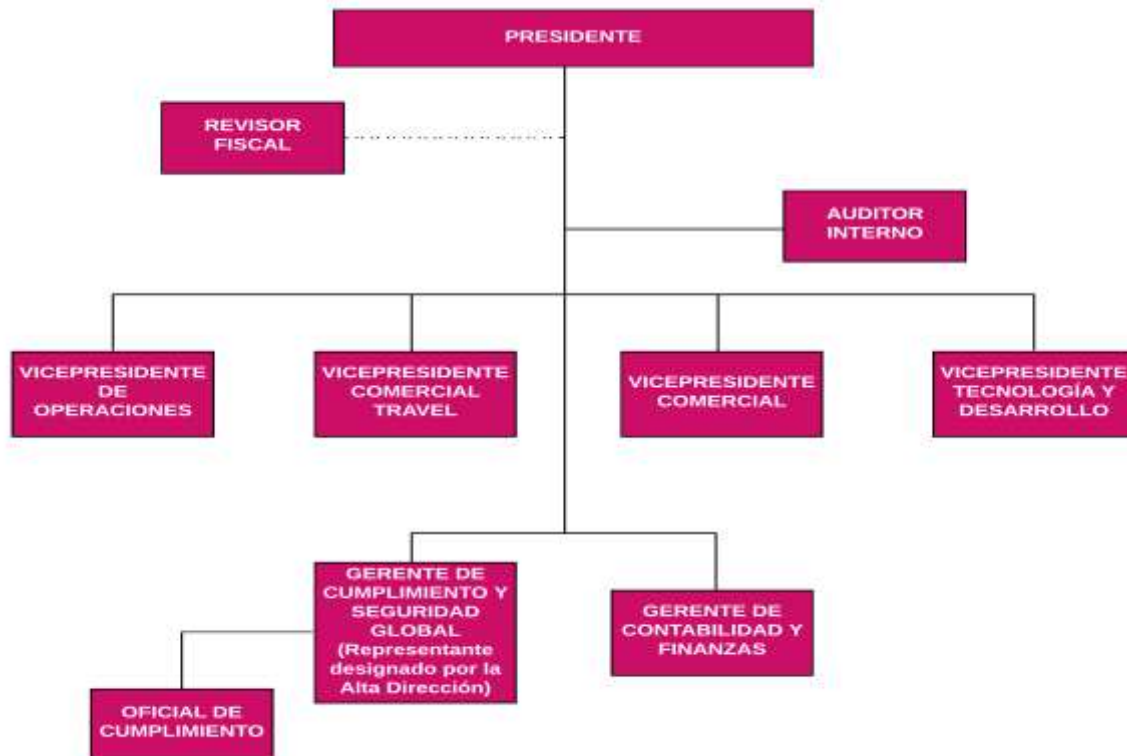 PRESIDENTE
REVISOR
FISCAL
AUDITOR
INTERNO
VICEPRESIDENTE
DE
OPERACIONES
VICEPRESIDENTE
COMERCIAL
TRAVEL
VICEPRESIDENTE
COMERCIAL
VICEPRESIDENTE
TECNOLOGÍA Y
DESARROLLO
GERENTE DE
CUMPLIMIENTO Y
SEGURIDAD
GLOBAL
(Representante
designado por la
Alta Dirección)
GERENTE DE
CONTABILIDAD Y
FINANZAS
OFICIAL DE
CUMPLIMIENTO